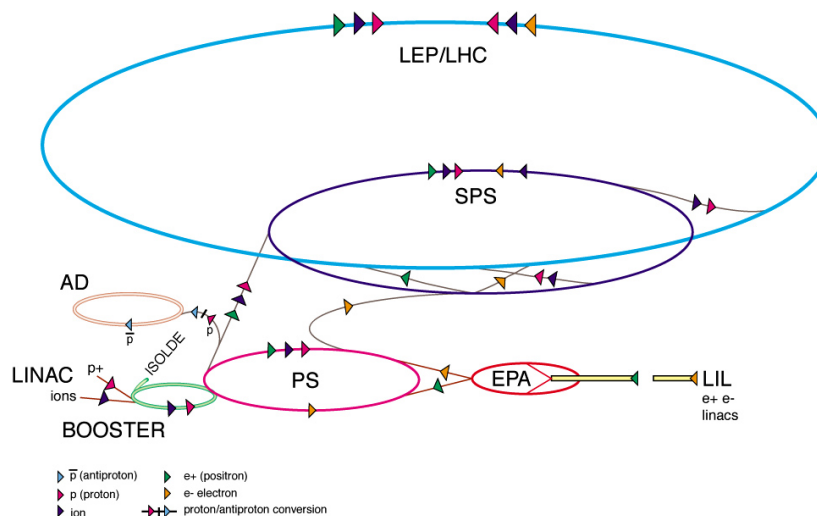 LEP/LHC
SPS
AD
p̅
p
ISOLDE
LINAC
p+
ions
BOOSTER
PS
EPA
LIL
e+ e-
linacs
p̅ (antiproton)
p (proton)
ion
e+ (positron)
e- electron
proton/antiproton conversion